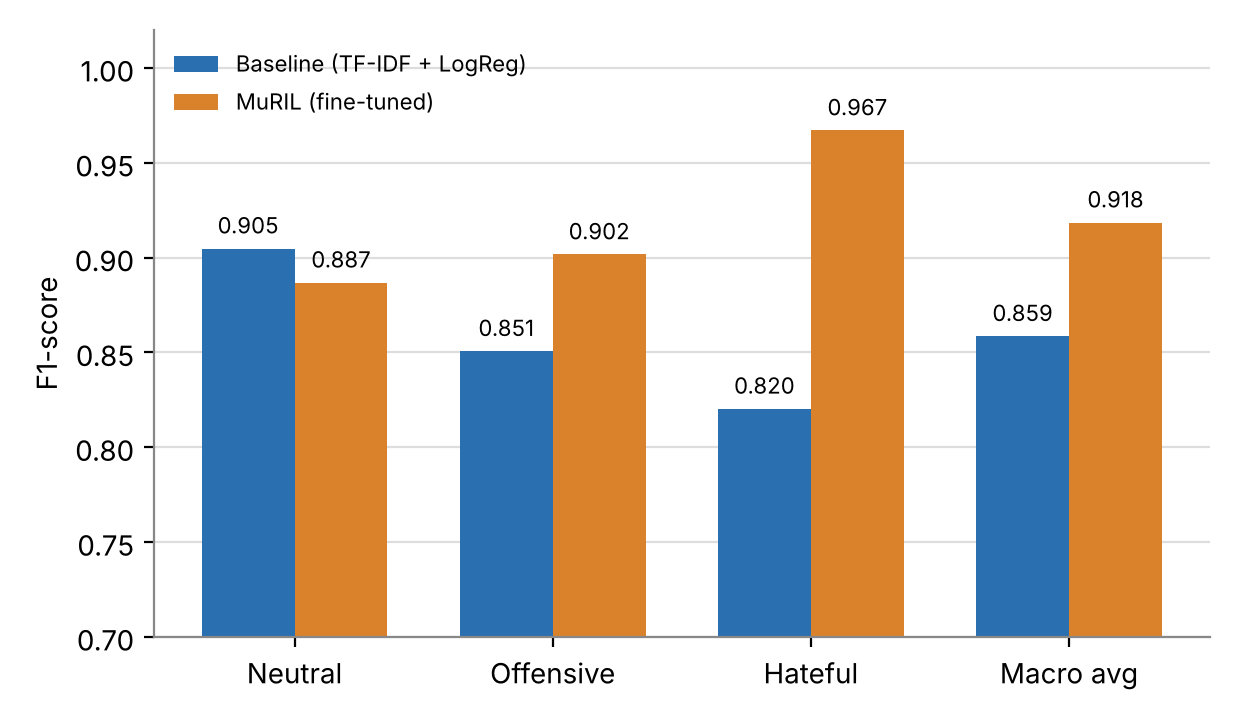 Baseline (TF-IDF + LogReg)
MuRIL (fine-tuned)
F1-score
1.00
0.95
0.90
0.85
0.80
0.75
0.70
0.905
0.887
0.851
0.902
0.820
0.967
0.859
0.918
Neutral
Offensive
Hateful
Macro avg